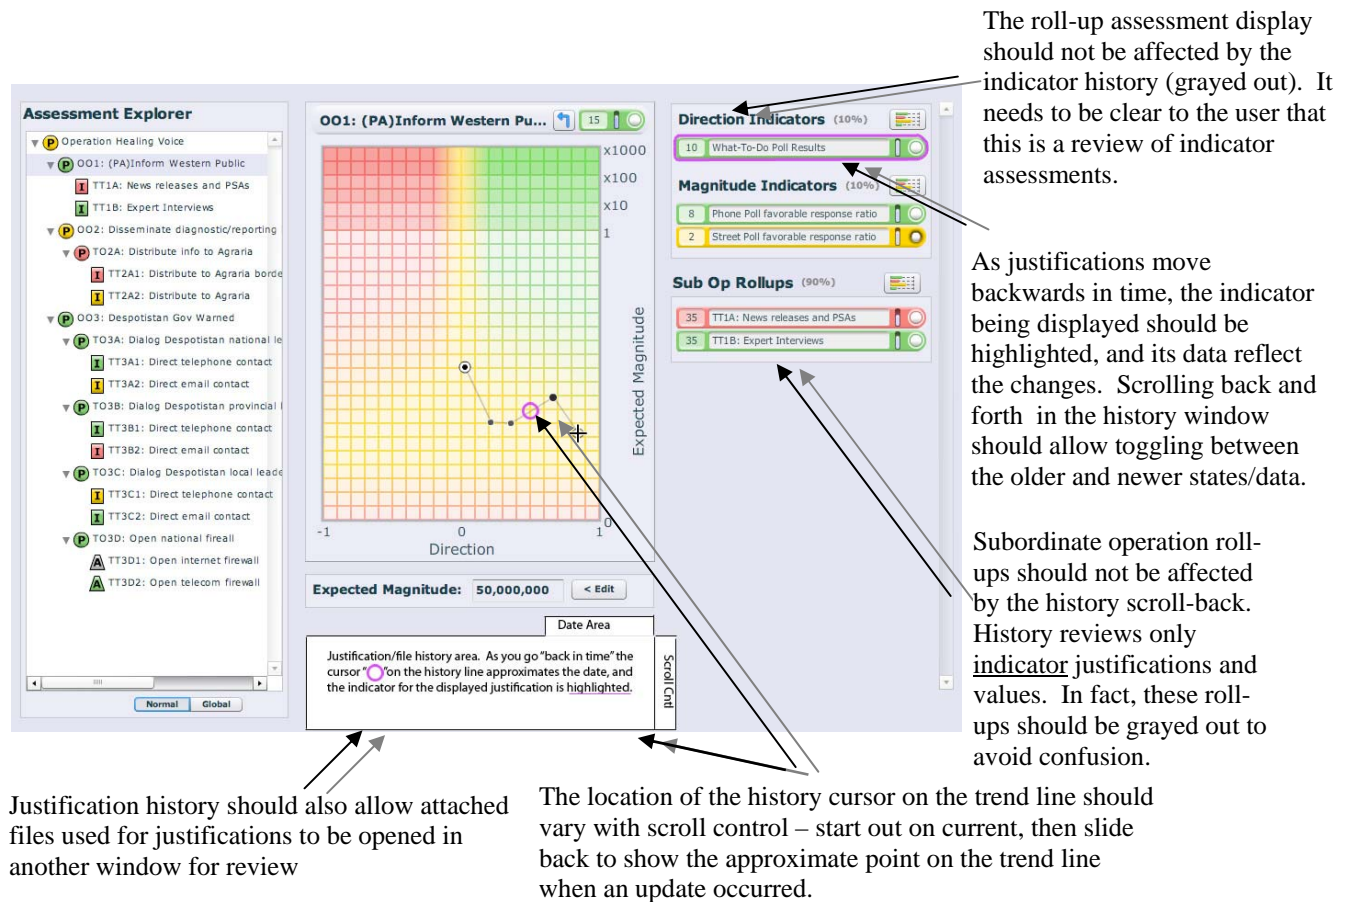 The roll-up assessment display
should not be affected by the
indicator history (grayed out).  It
needs to be clear to the user that
this is a review of indicator
assessments.
Assessment Explorer
Operation Healing Voice
OO1: (PA)Inform Western Public
I TT1A: News releases and PSAs
I TT1B: Expert Interviews
P OO2: Disseminate diagnostic/reporting
P TO2A: Distribute info to Agraria
I TT2A1: Distribute to Agraria borde
I TT2A2: Distribute to Agraria
P OO3: Despotistan Gov Warned
P TO3A: Dialog Despotistan national le
I TT3A1: Direct telephone contact
I TT3A2: Direct email contact
P TO3B: Dialog Despotistan provincial l
I TT3B1: Direct telephone contact
I TT3B2: Direct email contact
P TO3C: Dialog Despotistan local leade
I TT3C1: Direct telephone contact
I TT3C2: Direct email contact
P TO3D: Open national fireall
A TT3D1: Open internet firewall
A TT3D2: Open telecom firewall
Normal Global
OO1: (PA)Inform Western Pu... 15
x1000
x100
x10
1
Expected Magnitude
0
-1 0 1
Direction
Expected Magnitude: 50,000,000 < Edit
Date Area
Justification/file history area.  As you go "back in time" the
cursor " " on the history line approximates the date, and
the indicator for the displayed justification is highlighted.
Scroll Cntl
Direction Indicators (10%)
10 What-To-Do Poll Results
Magnitude Indicators (10%)
8 Phone Poll favorable response ratio
2 Street Poll favorable response ratio
Sub Op Rollups (90%)
35 TT1A: News releases and PSAs
35 TT1B: Expert Interviews
As justifications move
backwards in time, the indicator
being displayed should be
highlighted, and its data reflect
the changes.  Scrolling back and
forth  in the history window
should allow toggling between
the older and newer states/data.
Subordinate operation roll-
ups should not be affected
by the history scroll-back.
History reviews only
indicator justifications and
values.  In fact, these roll-
ups should be grayed out to
avoid confusion.
Justification history should also allow attached
files used for justifications to be opened in
another window for review
The location of the history cursor on the trend line should
vary with scroll control – start out on current, then slide
back to show the approximate point on the trend line
when an update occurred.